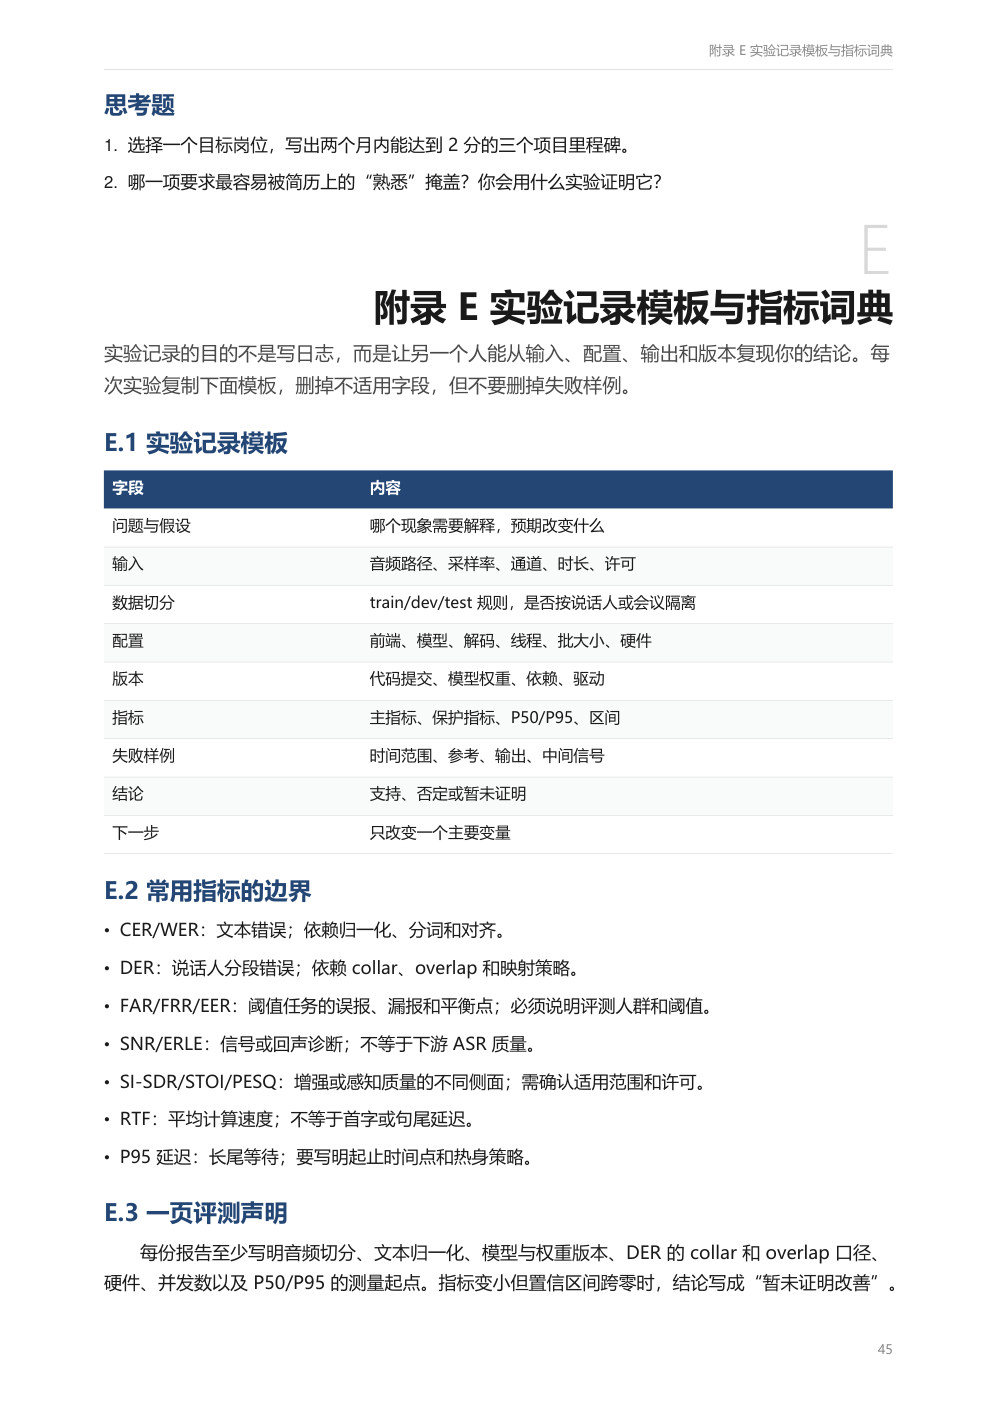 附录 E 实验记录模板与指标词典
思考题
1. 选择一个目标岗位，写出两个月内能达到 2 分的三个项目里程碑。
2. 哪一项要求最容易被简历上的“熟悉”掩盖？你会用什么实验证明它？
E
附录 E 实验记录模板与指标词典
实验记录的目的不是写日志，而是让另一个人能从输入、配置、输出和版本复现你的结论。每
次实验复制下面模板，删掉不适用字段，但不要删掉失败样例。
E.1 实验记录模板
字段 内容
问题与假设 哪个现象需要解释，预期改变什么
输入 音频路径、采样率、通道、时长、许可
数据切分 train/dev/test 规则，是否按说话人或会议隔离
配置 前端、模型、解码、线程、批大小、硬件
版本 代码提交、模型权重、依赖、驱动
指标 主指标、保护指标、P50/P95、区间
失败样例 时间范围、参考、输出、中间信号
结论 支持、否定或暂未证明
下一步 只改变一个主要变量
E.2 常用指标的边界
• CER/WER：文本错误；依赖归一化、分词和对齐。
• DER：说话人分段错误；依赖 collar、overlap 和映射策略。
• FAR/FRR/EER：阈值任务的误报、漏报和平衡点；必须说明评测人群和阈值。
• SNR/ERLE：信号或回声诊断；不等于下游 ASR 质量。
• SI-SDR/STOI/PESQ：增强或感知质量的不同侧面；需确认适用范围和许可。
• RTF：平均计算速度；不等于首字或句尾延迟。
• P95 延迟：长尾等待；要写明起止时间点和热身策略。
E.3 一页评测声明
每份报告至少写明音频切分、文本归一化、模型与权重版本、DER 的 collar 和 overlap 口径、
硬件、并发数以及 P50/P95 的测量起点。指标变小但置信区间跨零时，结论写成“暂未证明改善”。
45